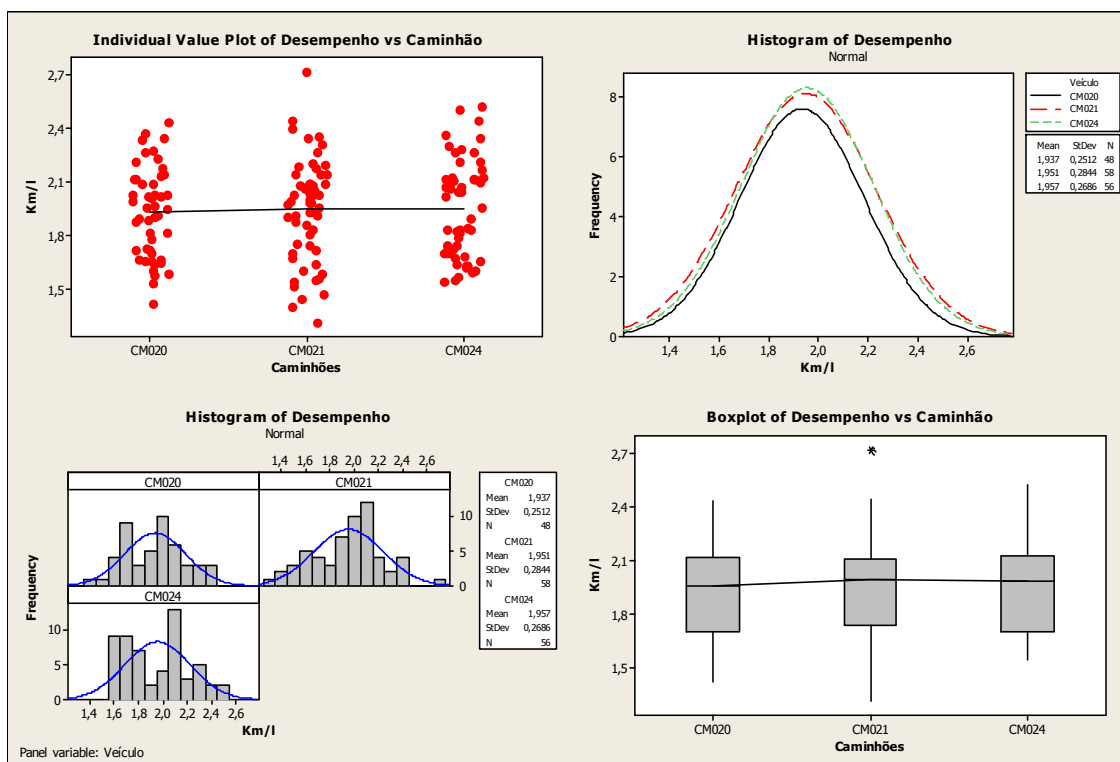 Individual Value Plot of Desempenho vs Caminhão
2,7
2,4
2,1
1,8
1,5
Km/l
CM020 CM021 CM024
Caminhões
Histogram of Desempenho
Normal
8
6
4
2
0
Frequency
1,4 1,6 1,8 2,0 2,2 2,4 2,6
Km/l
Veículo
CM020
CM021
CM024
Mean StDev N
1,937 0,2512 48
1,951 0,2844 58
1,957 0,2686 56
Histogram of Desempenho
Normal
1,4 1,6 1,8 2,0 2,2 2,4 2,6
CM020 CM021
10
5
0
CM024
10
5
0
Frequency
1,4 1,6 1,8 2,0 2,2 2,4 2,6
Km/l
CM020
Mean 1,937
StDev 0,2512
N 48
CM021
Mean 1,951
StDev 0,2844
N 58
CM024
Mean 1,957
StDev 0,2686
N 56
Panel variable: Veículo
Boxplot of Desempenho vs Caminhão
2,7
2,4
2,1
1,8
1,5
Km/l
CM020 CM021 CM024
Caminhões